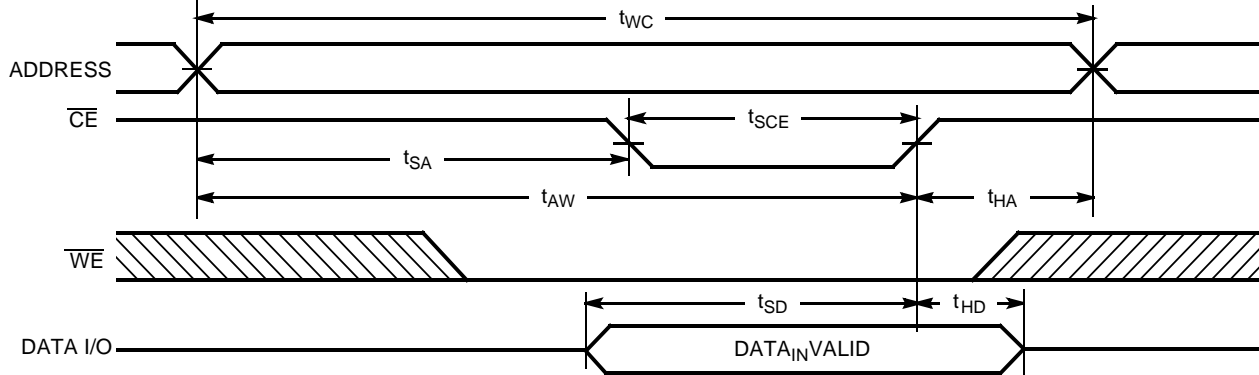 tWC
ADDRESS
CE
tSCE
tSA
tAW
tHA
WE
tSD
tHD
DATA I/O
DATAINVALID